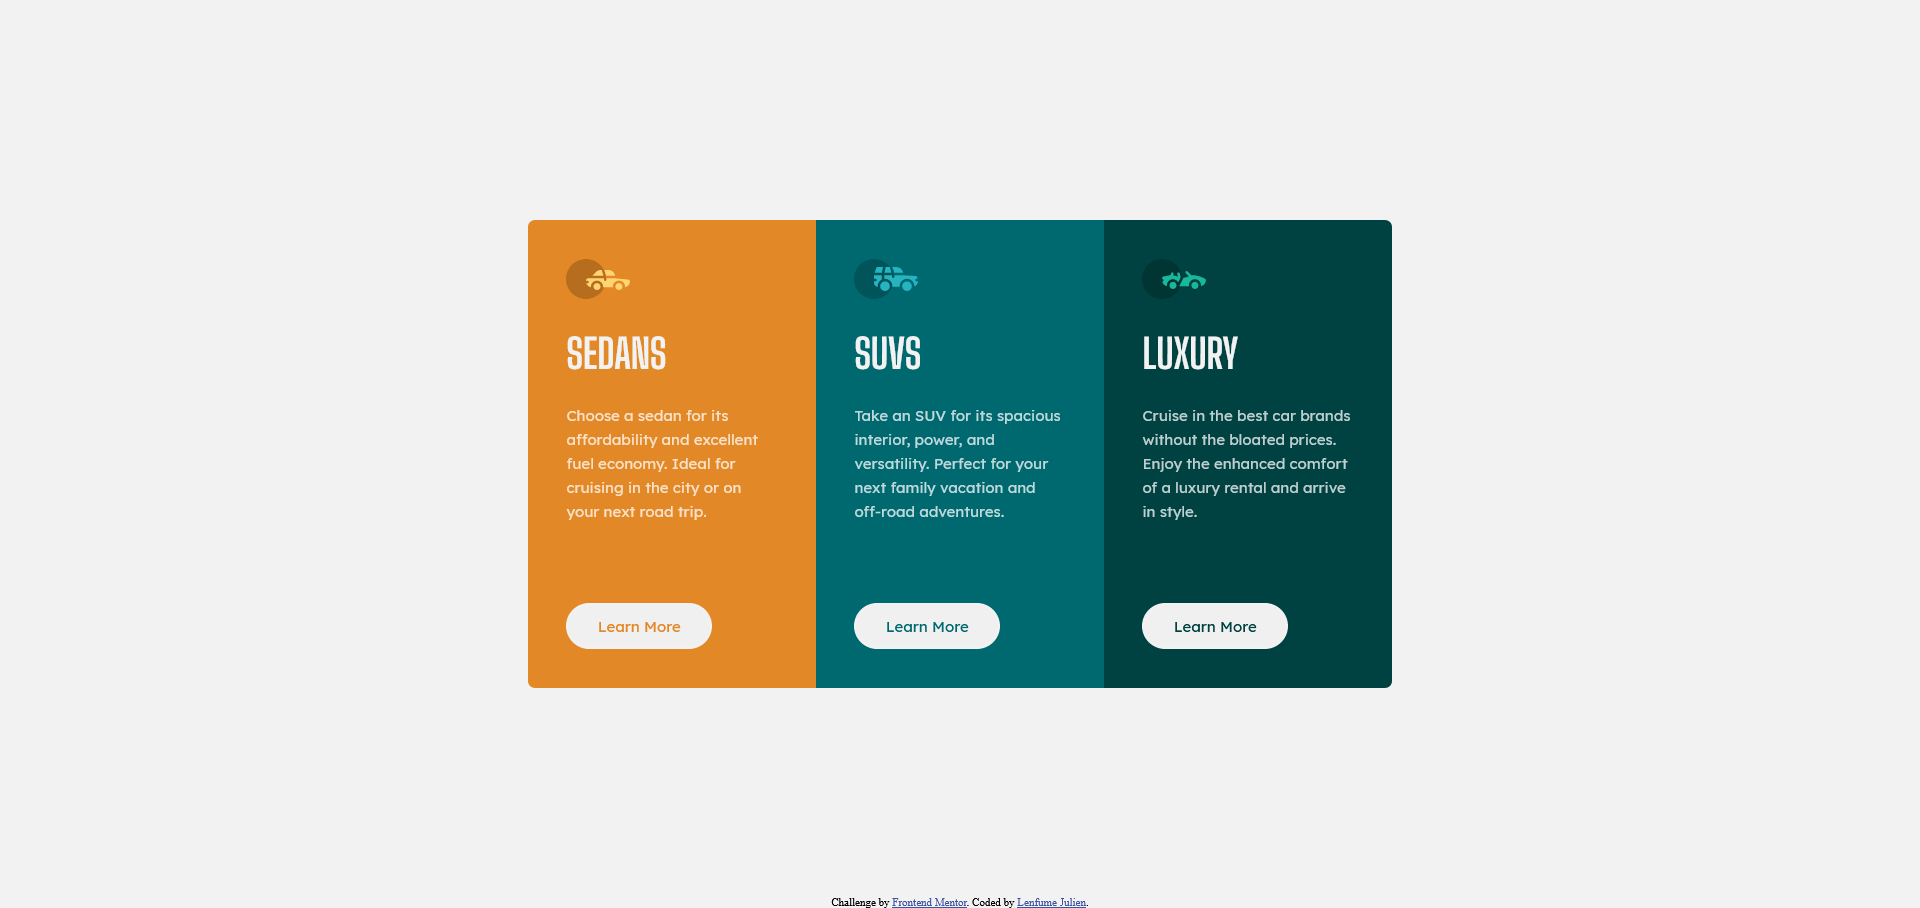 SEDANS
Choose a sedan for its
affordability and excellent
fuel economy. Ideal for
cruising in the city or on
your next road trip.
Learn More
SUVS
Take an SUV for its spacious
interior, power, and
versatility. Perfect for your
next family vacation and
off-road adventures.
Learn More
LUXURY
Cruise in the best car brands
without the bloated prices.
Enjoy the enhanced comfort
of a luxury rental and arrive
in style.
Learn More
Challenge by Frontend Mentor. Coded by Lenfume Julien.